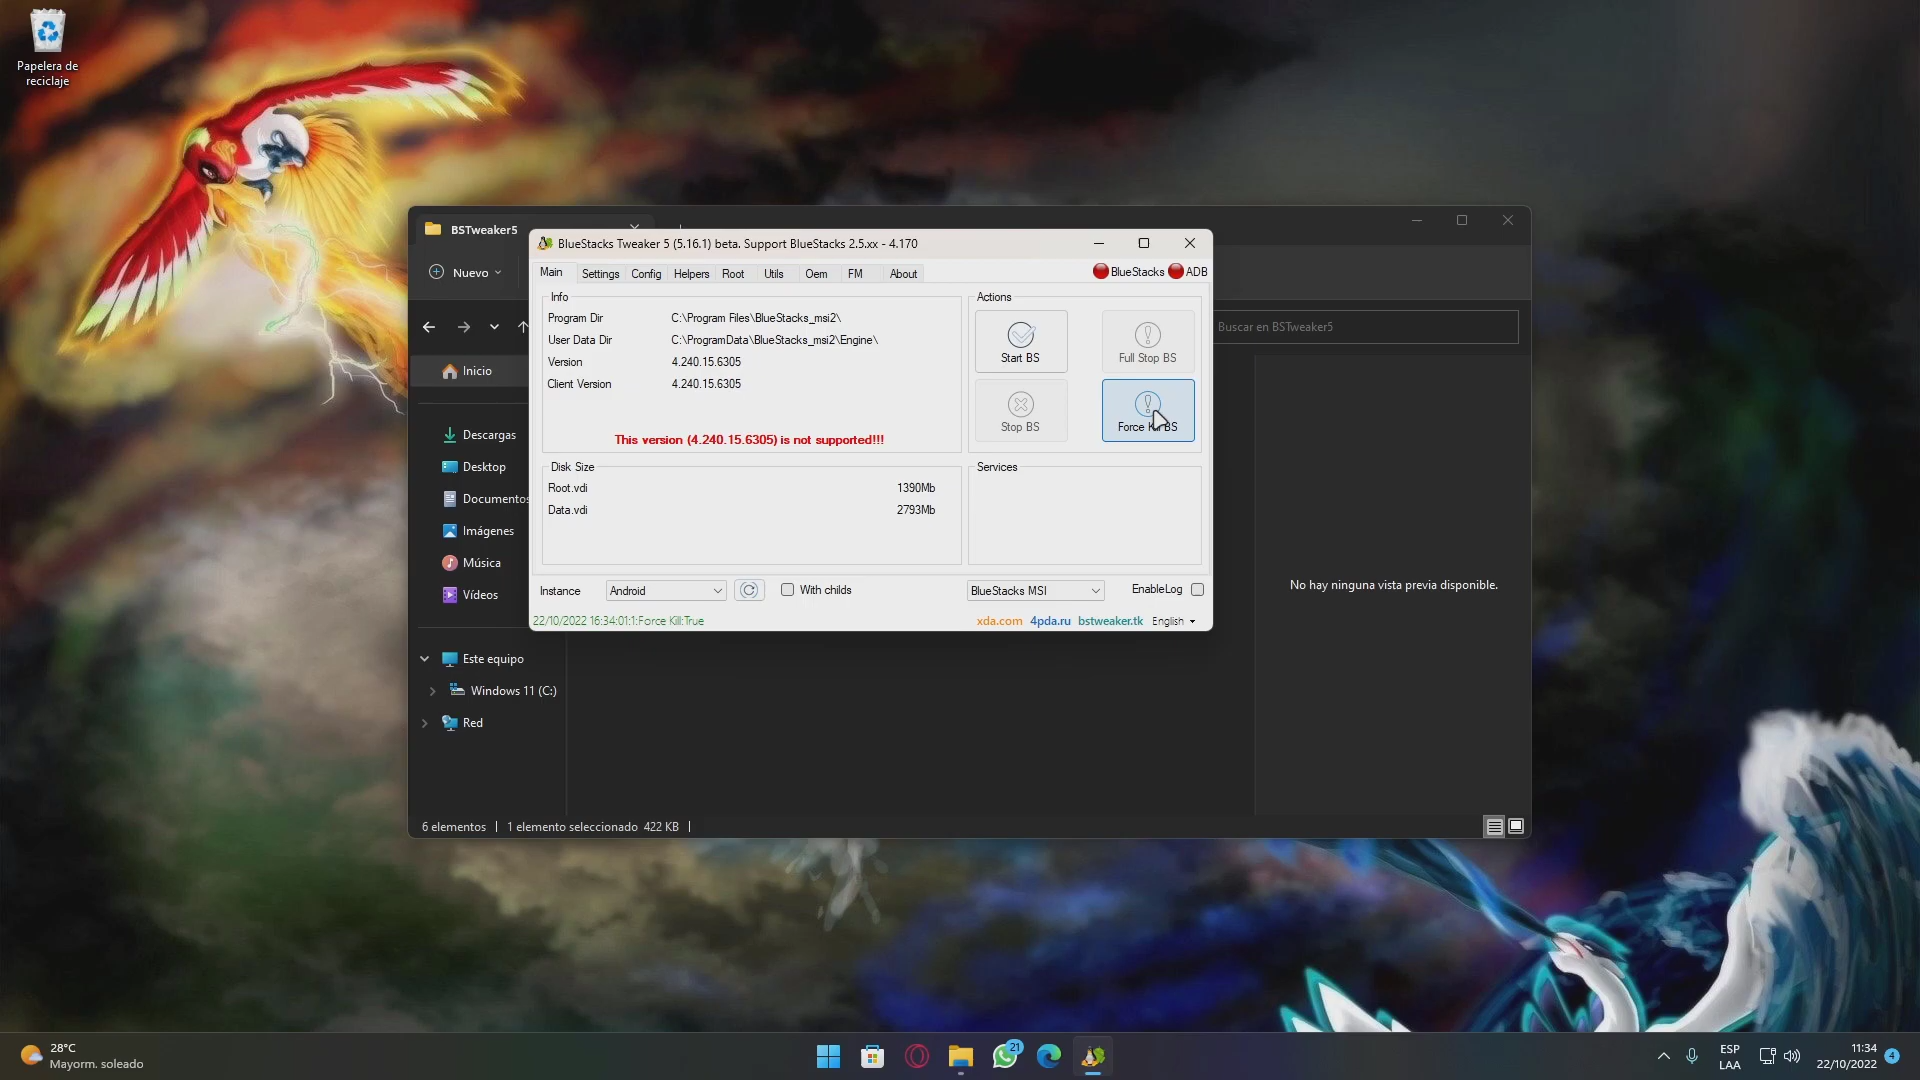 Papelera de
reciclaje
BSTweaker5
Nuevo
Buscar en BSTweaker5
Inicio
Descargas
Desktop
Documentos
Imágenes
Música
Vídeos
Este equipo
Windows 11 (C:)
Red
6 elementos
1 elemento seleccionado 422 KB
No hay ninguna vista previa disponible.
BlueStacks Tweaker 5 (5.16.1) beta. Support BlueStacks 2.5.xx - 4.170
Main Settings Config Helpers Root Utils Oem FM About
BlueStacks ADB
Info
Program Dir C:\Program Files\BlueStacks_msi2\
User Data Dir C:\ProgramData\BlueStacks_msi2\Engine\
Version 4.240.15.6305
Client Version 4.240.15.6305
This version (4.240.15.6305) is not supported!!!
Actions
Start BS
Full Stop BS
Stop BS
Force BS
Disk Size
Root.vdi 1390Mb
Data.vdi 2793Mb
Services
Instance Android With childs BlueStacks MSI EnableLog
22/10/2022 16:34:01:1:Force Kill:True
xda.com 4pda.ru bstweaker.tk English
28°C
Mayorm. soleado
21
ESP
LAA
11:34
22/10/2022
4